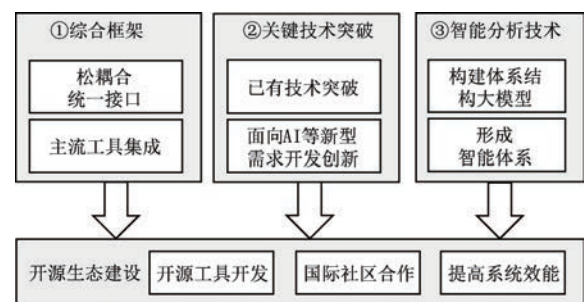 ①综合框架
松耦合
统一接口
主流工具集成
②关键技术突破
已有技术突破
面向AI等新型
需求开发创新
③智能分析技术
构建体系结
构大模型
形成
智能体系
开源生态建设
开源工具开发
国际社区合作
提高系统效能